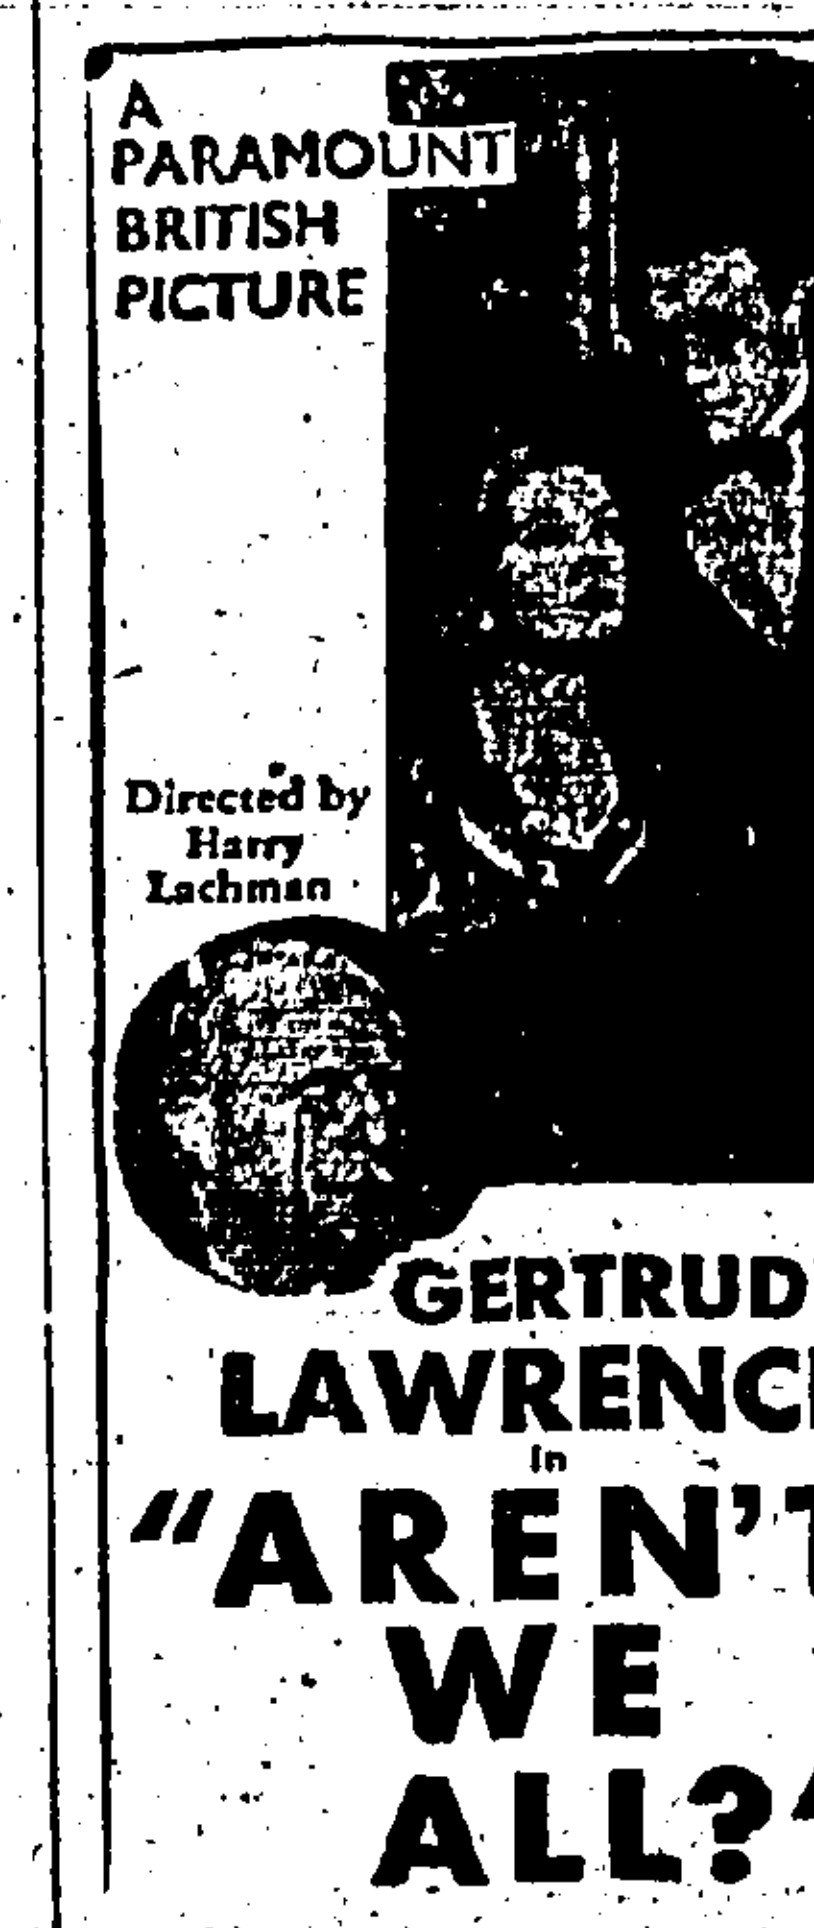 A
PARAMOUNT
BRITISH
PICTURE
Directed by
Harry
Lachman
GERTRUD
LAWRENC
in
"AREN'T
WE
ALL?"